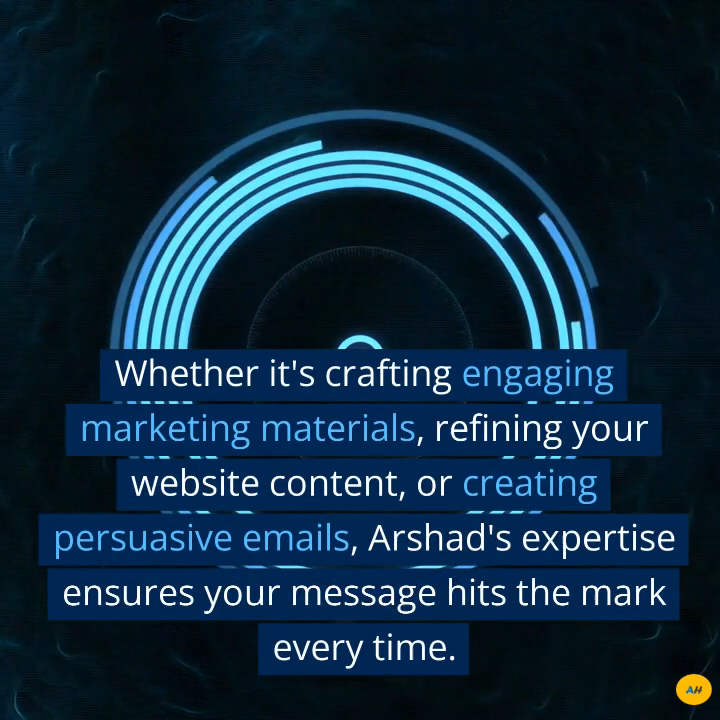 Whether it's crafting engaging
marketing materials, refining your
website content, or creating
persuasive emails, Arshad's expertise
ensures your message hits the mark
every time.
AH